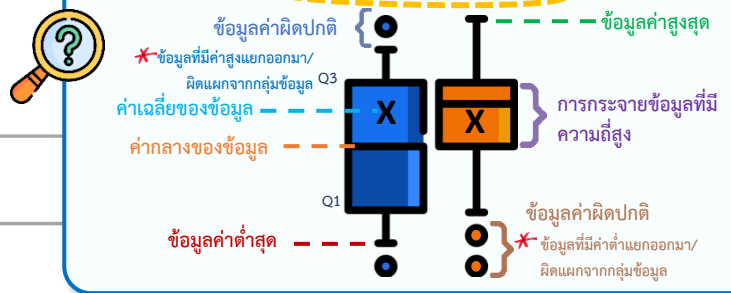 ข้อมูลค่าผิดปกติ
ข้อมูลค่าสูงสุด
* ข้อมูลที่มีค่าสูงแยกออกมา/
ผิดแผกจากกลุ่มข้อมูล
Q3
ค่าเฉลี่ยของข้อมูล
X
X
การกระจายข้อมูลที่มี
ความถี่สูง
ค่ากลางของข้อมูล
Q1
ข้อมูลค่าต่ำสุด
ข้อมูลค่าผิดปกติ
* ข้อมูลที่มีค่าต่ำแยกออกมา/
ผิดแผกจากกลุ่มข้อมูล
?